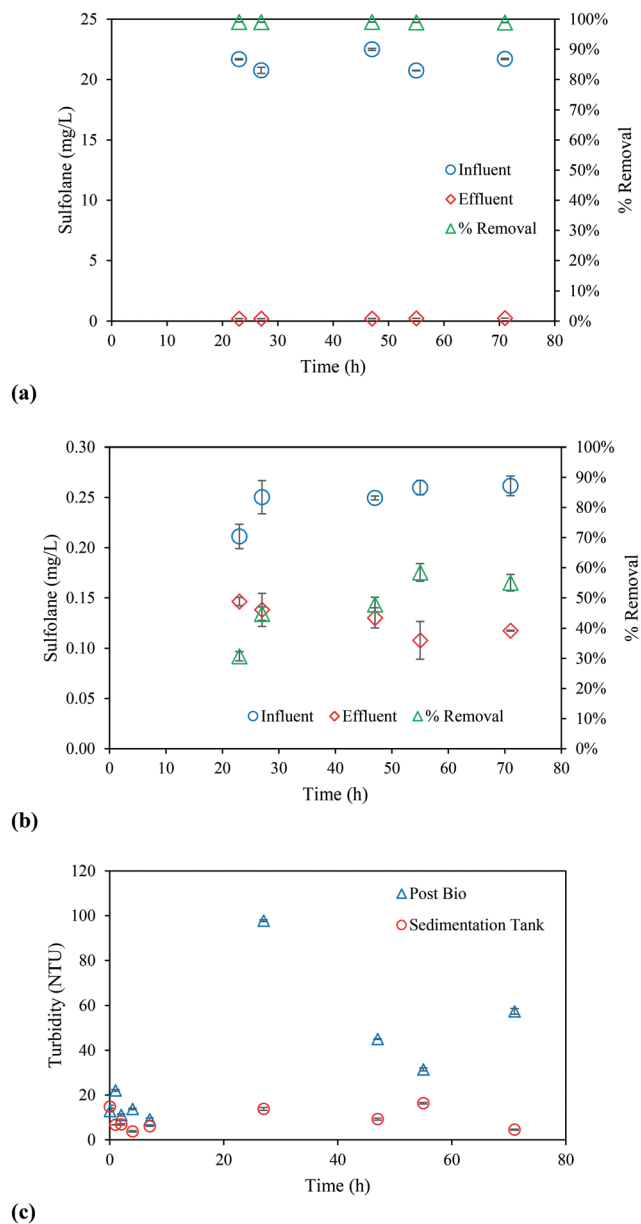 25
20
15
10
5
0
Sulfolane (mg/L)
100%
90%
80%
70%
60%
50%
40%
30%
20%
10%
0%
% Removal
Influent
Effluent
% Removal
0 10 20 30 40 50 60 70 80
Time (h)
(a)
0.30
0.25
0.20
0.15
0.10
0.05
0.00
Sulfolane (mg/L)
100%
90%
80%
70%
60%
50%
40%
30%
20%
10%
0%
% Removal
Influent Effluent % Removal
0 10 20 30 40 50 60 70 80
Time (h)
(b)
120
100
80
60
40
20
0
Turbidity (NTU)
Post Bio
Sedimentation Tank
0 20 40 60 80
Time (h)
(c)